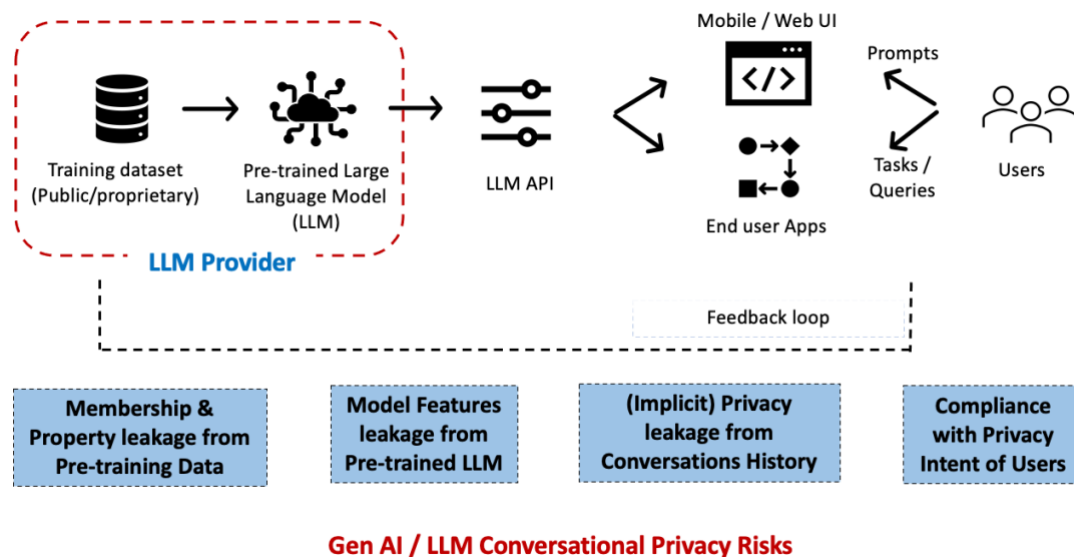 Mobile / Web UI
</>
Prompts
Training dataset
(Public/proprietary)
Pre-trained Large
Language Model
(LLM)
LLM API
Tasks /
Queries
Users
End user Apps
LLM Provider
Feedback loop
Membership &
Property leakage from
Pre-training Data
Model Features
leakage from
Pre-trained LLM
(Implicit) Privacy
leakage from
Conversations History
Compliance
with Privacy
Intent of Users
Gen AI / LLM Conversational Privacy Risks